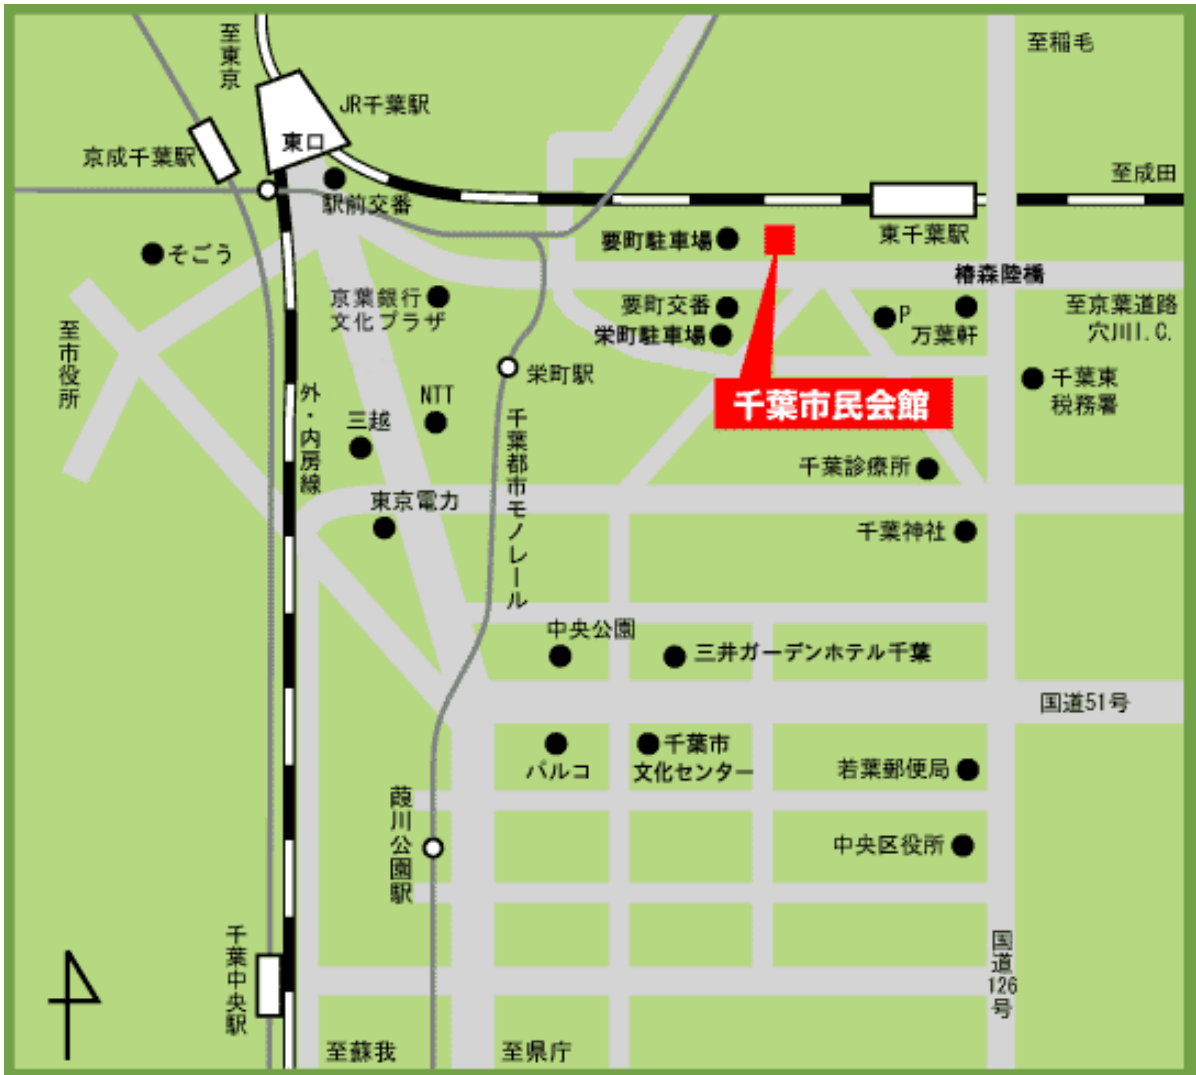 至東京
至稲毛
JR千葉駅
東口
京成千葉駅
至成田
駅前交番
東千葉駅
要町駐車場
そごう
椿森陸橋
京葉銀行
文化プラザ
要町交番
栄町駐車場
P
万葉軒
至京葉道路
穴川I.C.
至市役所
栄町駅
千葉東
税務署
NTT
三越
外・内房線
千葉市民会館
千葉都市モノレール
千葉診療所
東京電力
千葉神社
中央公園
三井ガーデンホテル千葉
国道51号
パルコ
千葉市
文化センター
若葉郵便局
葭川公園駅
中央区役所
千葉中央駅
国道126号
至蘇我
至県庁